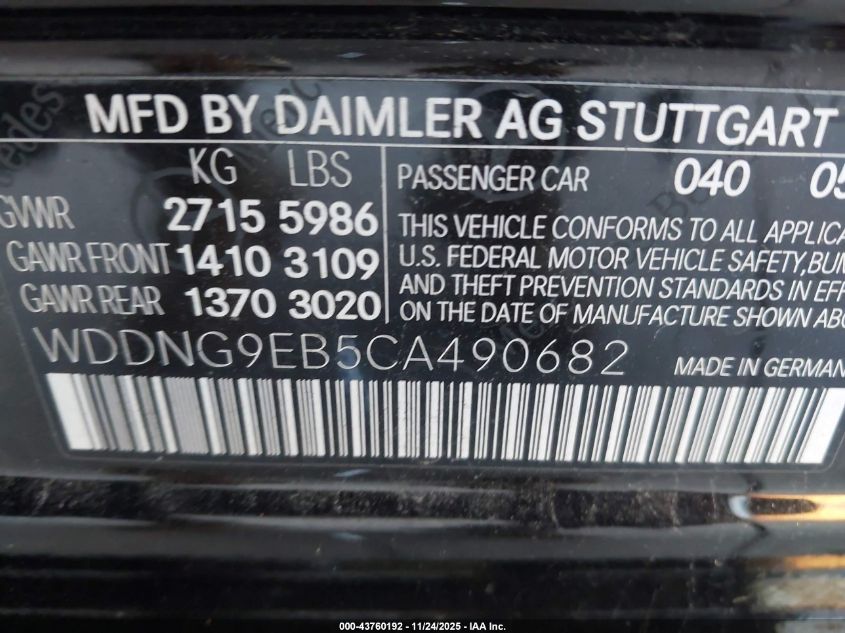 MFD BY DAIMLER AG STUTTGART
KG LBS
GVWR 2715 5986
GAWR FRONT 1410 3109
GAWR REAR 1370 3020
PASSENGER CAR 040 05
THIS VEHICLE CONFORMS TO ALL APPLICA
U.S. FEDERAL MOTOR VEHICLE SAFETY, BUM
AND THEFT PREVENTION STANDARDS IN EFF
ON THE DATE OF MANUFACTURE SHOWN ABO
WDDNG9EB5CA490682
MADE IN GERMAN
000-43760192 - 11/24/2025 - IAA Inc.